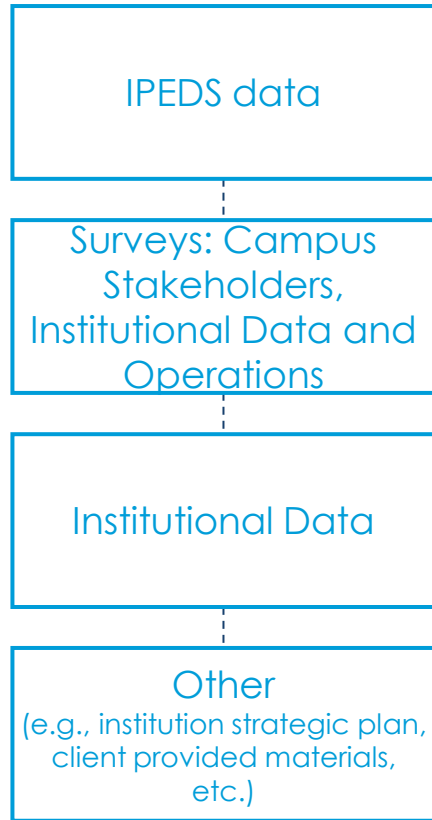 IPEDS data
Surveys: Campus
Stakeholders,
Institutional Data and
Operations
Institutional Data
Other
(e.g., institution strategic plan,
client provided materials,
etc.)